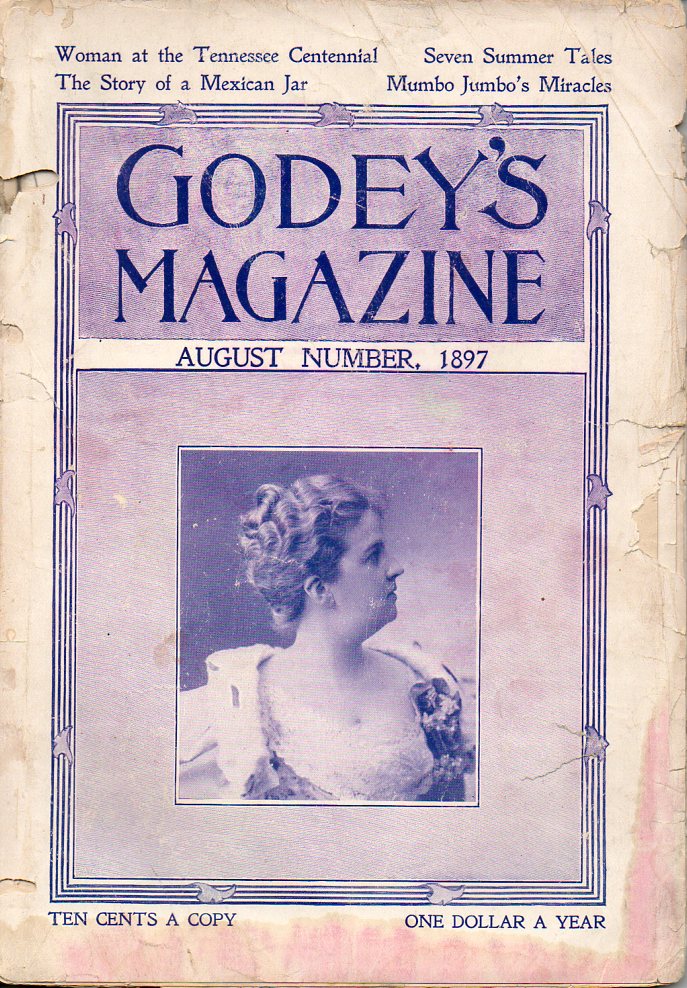 Woman at the Tennessee Centennial Seven Summer Tales
The Story of a Mexican Jar Mumbo Jumbo's Miracles
GODEY'S
MAGAZINE
AUGUST NUMBER, 1897
TEN CENTS A COPY ONE DOLLAR A YEAR